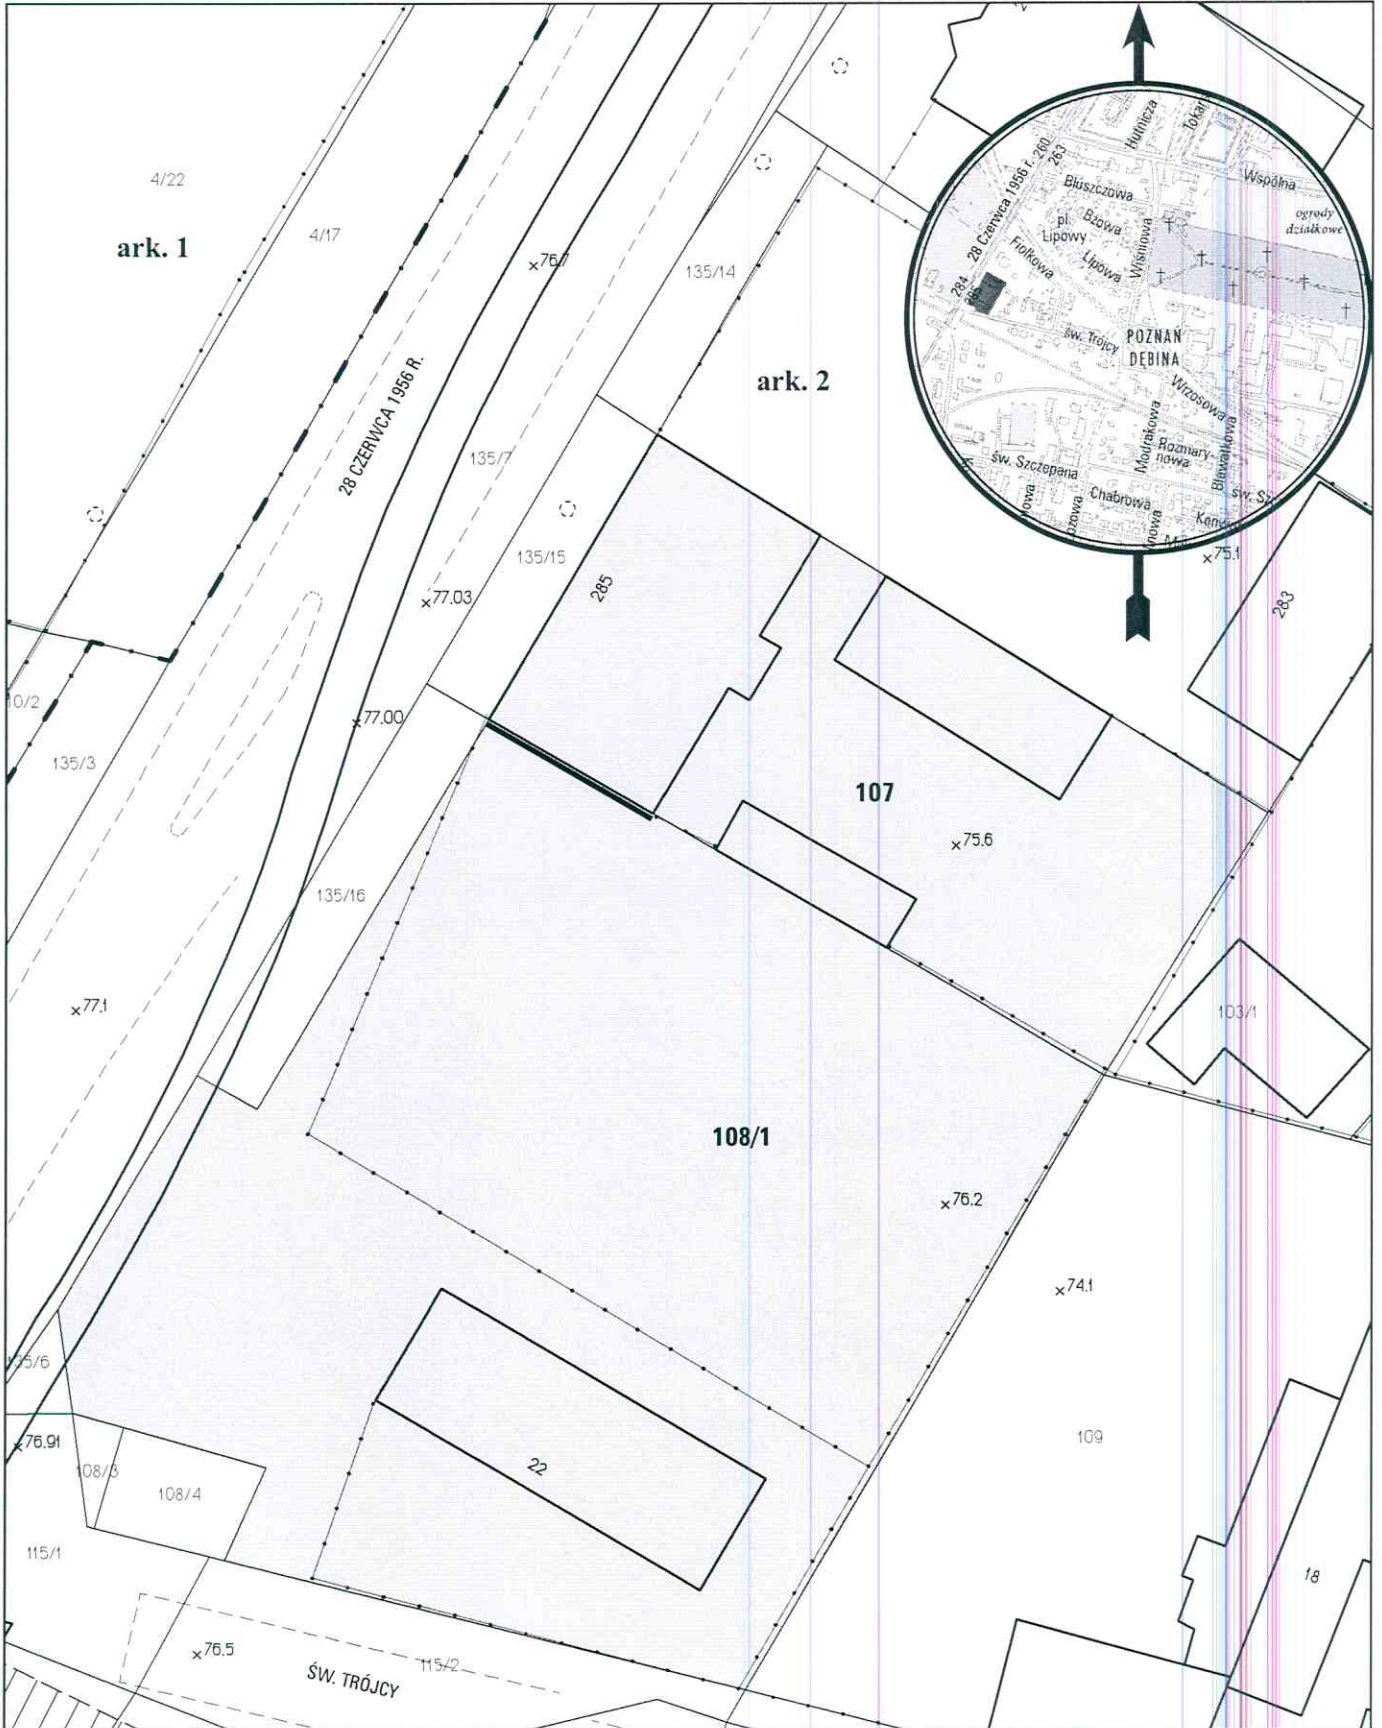 4/22
ark. 1
4/17
76.7
135/14
28 CZERWCA 1956 R.
ark. 2
135/7
135/15
285
77.03
77.00
10/2
135/3
107
75.6
135/16
77.1
103/1
283
75.1
108/1
76.2
74.1
135/6
76.91
108/3
108/4
22
109
115/1
18
76.5
115/2
ŚW. TRÓJCY
Hutnicza
28 Czerwca 1956 r.
260
263
Wspólna
Bluszczowa
ogrody
działkowe
pl.
Lipowy
Bzowa
Wiśniowa
Fiołkowa
Lipowa
284
285
św. Trójcy
POZNAŃ
DĘBINA
Wrzosowa
Modrakowa
Rozmary-
nowa
Bławatkowa
św. Szczepana
Chabrowa